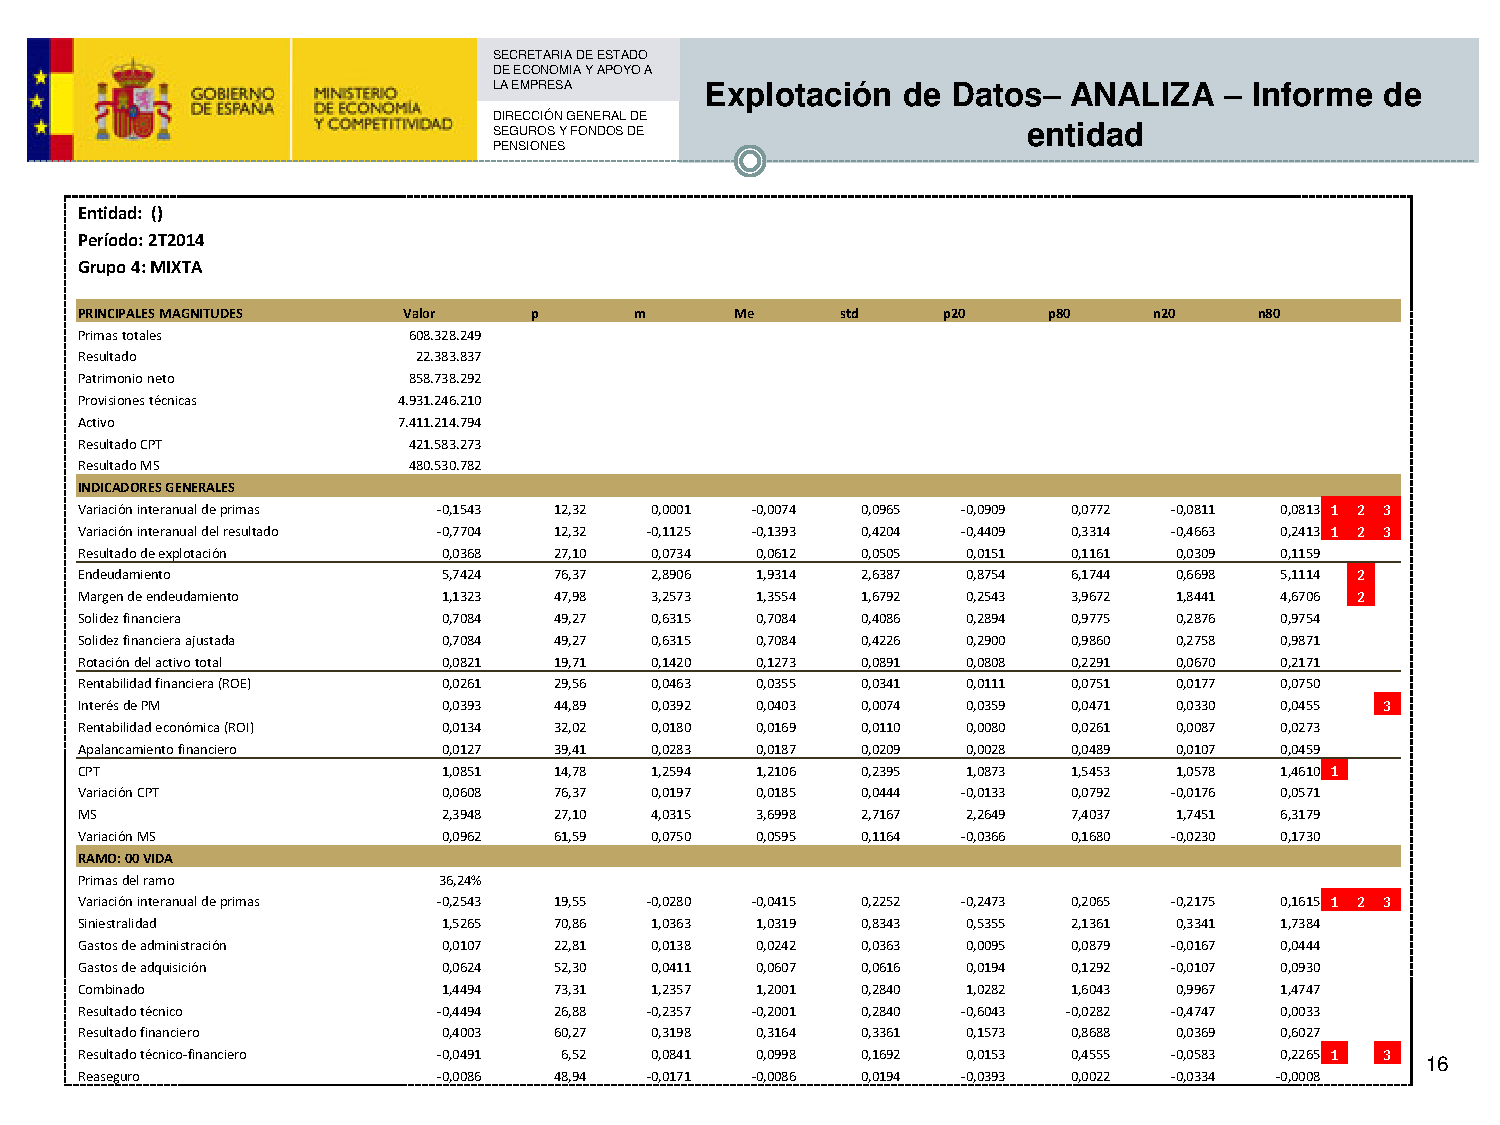 GOBIERNO
DE ESPAÑA
MINISTERIO
DE ECONOMÍA
Y COMPETITIVIDAD
SECRETARIA DE ESTADO
DE ECONOMIA Y APOYO A
LA EMPRESA
DIRECCIÓN GENERAL DE
SEGUROS Y FONDOS DE
PENSIONES
Explotación de Datos– ANALIZA – Informe de
entidad
Entidad: ()
Período: 2T2014
Grupo 4: MIXTA
PRINCIPALES MAGNITUDES Valor p m Me std p20 p80 n20 n80
Primas totales 608.328.249
Resultado 22.383.837
Patrimonio neto 858.738.292
Provisiones técnicas 4.931.246.210
Activo 7.411.214.794
Resultado CPT 421.583.273
Resultado MS 480.530.782
INDICADORES GENERALES
Variación interanual de primas -0,1543 12,32 0,0001 -0,0074 0,0965 -0,0909 0,0772 -0,0811 0,0813 1 2 3
Variación interanual del resultado -0,7704 12,32 -0,1125 -0,1393 0,4204 -0,4409 0,3314 -0,4663 0,2413 1 2 3
Resultado de explotación 0,0368 27,10 0,0734 0,0612 0,0505 0,0151 0,1161 0,0309 0,1159
Endeudamiento 5,7424 76,37 2,8906 1,9314 2,6387 0,8754 6,1744 0,6698 5,1114 2
Margen de endeudamiento 1,1323 47,98 3,2573 1,3554 1,6792 0,2543 3,9672 1,8441 4,6706 2
Solidez financiera 0,7084 49,27 0,6315 0,7084 0,4086 0,2894 0,9775 0,2876 0,9754
Solidez financiera ajustada 0,7084 49,27 0,6315 0,7084 0,4226 0,2900 0,9860 0,2758 0,9871
Rotación del activo total 0,0821 19,71 0,1420 0,1273 0,0891 0,0808 0,2291 0,0670 0,2171
Rentabilidad financiera (ROE) 0,0261 29,56 0,0463 0,0355 0,0341 0,0111 0,0751 0,0177 0,0750
Interés de PM 0,0393 44,89 0,0392 0,0403 0,0074 0,0359 0,0471 0,0330 0,0455 3
Rentabilidad económica (ROI) 0,0134 32,02 0,0180 0,0169 0,0110 0,0080 0,0261 0,0087 0,0273
Apalancamiento financiero 0,0127 39,41 0,0283 0,0187 0,0209 0,0028 0,0489 0,0107 0,0459
CPT 1,0851 14,78 1,2594 1,2106 0,2395 1,0873 1,5453 1,0578 1,4610 1
Variación CPT 0,0608 76,37 0,0197 0,0185 0,0444 -0,0133 0,0792 -0,0176 0,0571
MS 2,3948 27,10 4,0315 3,6998 2,7167 2,2649 7,4037 1,7451 6,3179
Variación MS 0,0962 61,59 0,0750 0,0595 0,1164 -0,0366 0,1680 -0,0230 0,1730
RAMO: 00 VIDA
Primas del ramo 36,24%
Variación interanual de primas -0,2543 19,55 -0,0280 -0,0415 0,2252 -0,2473 0,2065 -0,2175 0,1615 1 2 3
Siniestralidad 1,5265 70,86 1,0363 1,0319 0,8343 0,5355 2,1361 0,3341 1,7384
Gastos de administración 0,0107 22,81 0,0138 0,0242 0,0363 0,0095 0,0879 -0,0167 0,0444
Gastos de adquisición 0,0624 52,30 0,0411 0,0607 0,0616 0,0194 0,1292 -0,0107 0,0930
Combinado 1,4494 73,31 1,2357 1,2001 0,2840 1,0282 1,6043 0,9967 1,4747
Resultado técnico -0,4494 26,88 -0,2357 -0,2001 0,2840 -0,6043 -0,0282 -0,4747 0,0033
Resultado financiero 0,4003 60,27 0,3198 0,3164 0,3361 0,1573 0,8688 0,0369 0,6027
Resultado técnico-financiero -0,0491 6,52 0,0841 0,0998 0,1692 0,0153 0,4555 -0,0583 0,2265 1 3
Reaseguro -0,0086 48,94 -0,0171 -0,0086 0,0194 -0,0393 0,0022 -0,0334 -0,0008
16